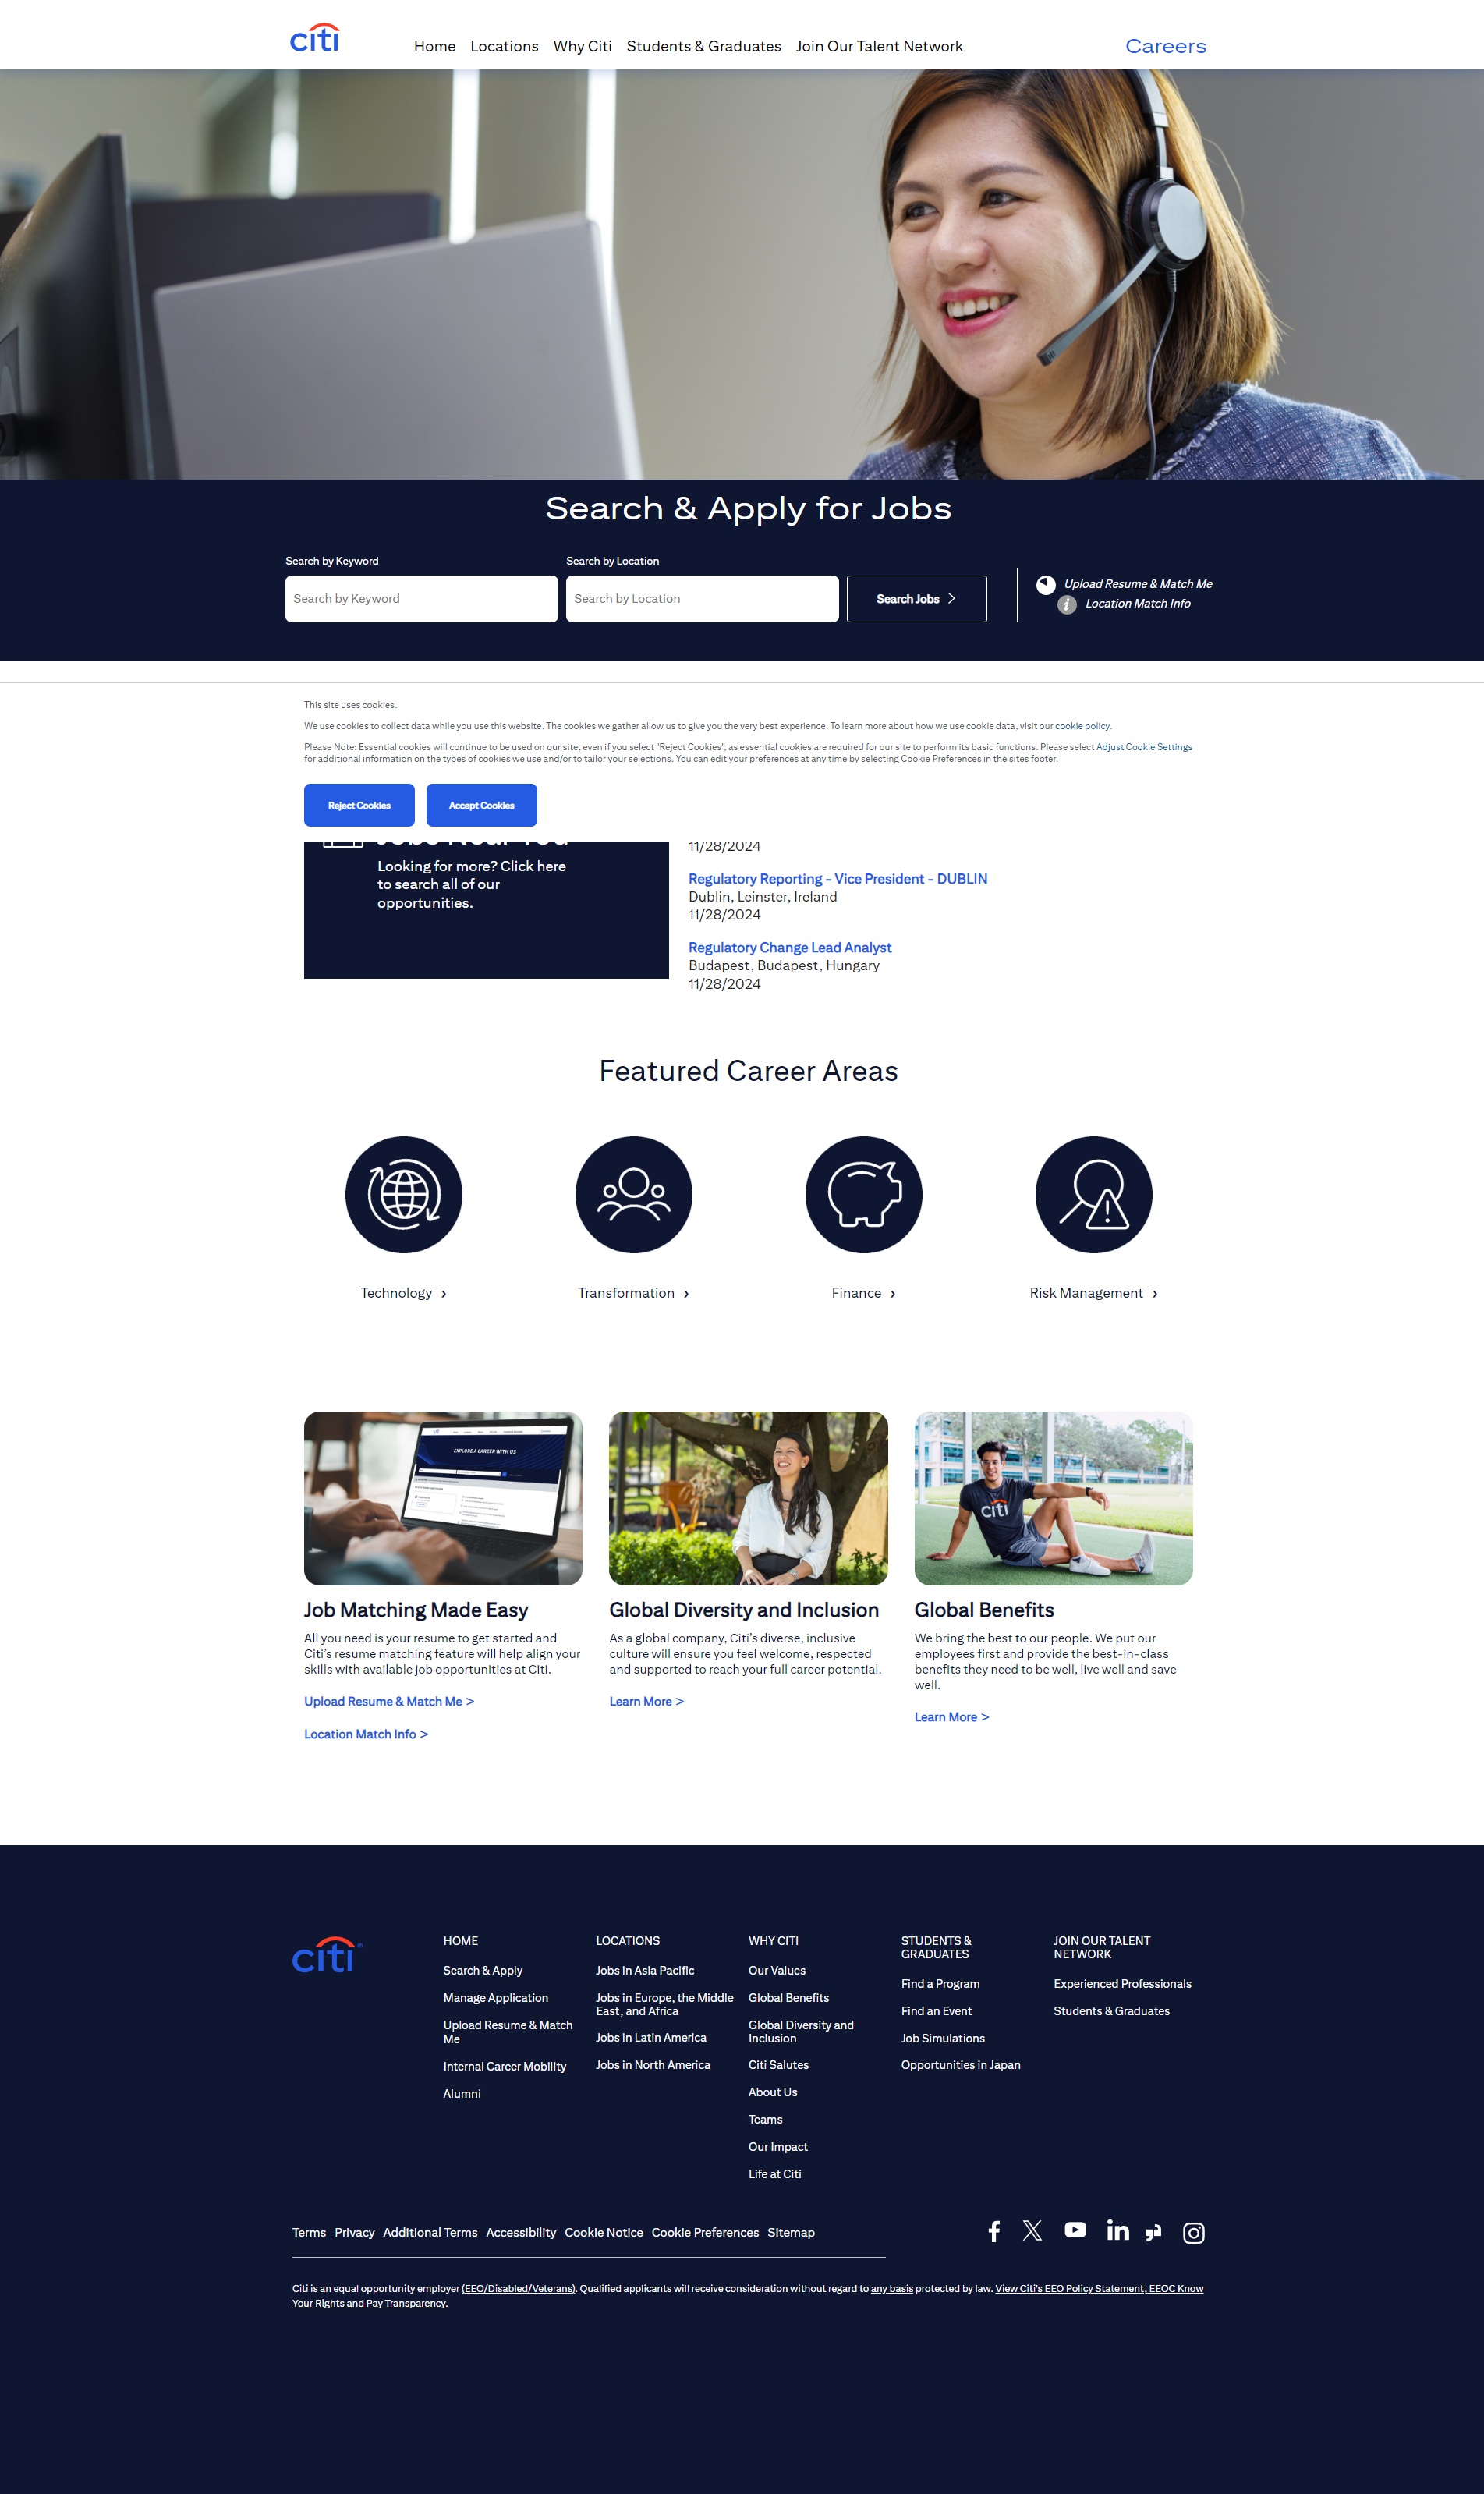 citi
Home Locations Why Citi Students & Graduates Join Our Talent Network
Careers
Search & Apply for Jobs
Search by Keyword
Search by Location
Search by Keyword
Search by Location
Search Jobs
Upload Resume & Match Me
Location Match Info
This site uses cookies.
We use cookies to collect data while you use this website. The cookies we gather allow us to give you the very best experience. To learn more about how we use cookie data, visit our cookie policy.
Please Note: Essential cookies will continue to be used on our site, even if you select "Reject Cookies", as essential cookies are required for our site to perform its basic functions. Please select Adjust Cookie Settings
for additional information on the types of cookies we use and/or to tailor your selections. You can edit your preferences at any time by selecting Cookie Preferences in the sites footer.
Reject Cookies
Accept Cookies
Jobs Near You
Looking for more? Click here
to search all of our
opportunities.
11/28/2024
Regulatory Reporting - Vice President - DUBLIN
Dublin, Leinster, Ireland
11/28/2024
Regulatory Change Lead Analyst
Budapest, Budapest, Hungary
11/28/2024
Featured Career Areas
Technology ›
Transformation ›
Finance ›
Risk Management ›
EXPLORE A CAREER WITH US
citi
Job Matching Made Easy
All you need is your resume to get started and
Citi's resume matching feature will help align your
skills with available job opportunities at Citi.
Upload Resume & Match Me >
Location Match Info >
Global Diversity and Inclusion
As a global company, Citi's diverse, inclusive
culture will ensure you feel welcome, respected
and supported to reach your full career potential.
Learn More >
Global Benefits
We bring the best to our people. We put our
employees first and provide the best-in-class
benefits they need to be well, live well and save
well.
Learn More >
citi
HOME
Search & Apply
Manage Application
Upload Resume & Match
Me
Internal Career Mobility
Alumni
LOCATIONS
Jobs in Asia Pacific
Jobs in Europe, the Middle
East, and Africa
Jobs in Latin America
Jobs in North America
WHY CITI
Our Values
Global Benefits
Global Diversity and
Inclusion
Citi Salutes
About Us
Teams
Our Impact
Life at Citi
STUDENTS &
GRADUATES
Find a Program
Find an Event
Job Simulations
Opportunities in Japan
JOIN OUR TALENT
NETWORK
Experienced Professionals
Students & Graduates
Terms Privacy Additional Terms Accessibility Cookie Notice Cookie Preferences Sitemap
Citi is an equal opportunity employer (EEO/Disabled/Veterans). Qualified applicants will receive consideration without regard to any basis protected by law. View Citi's EEO Policy Statement, EEOC Know
Your Rights and Pay Transparency.